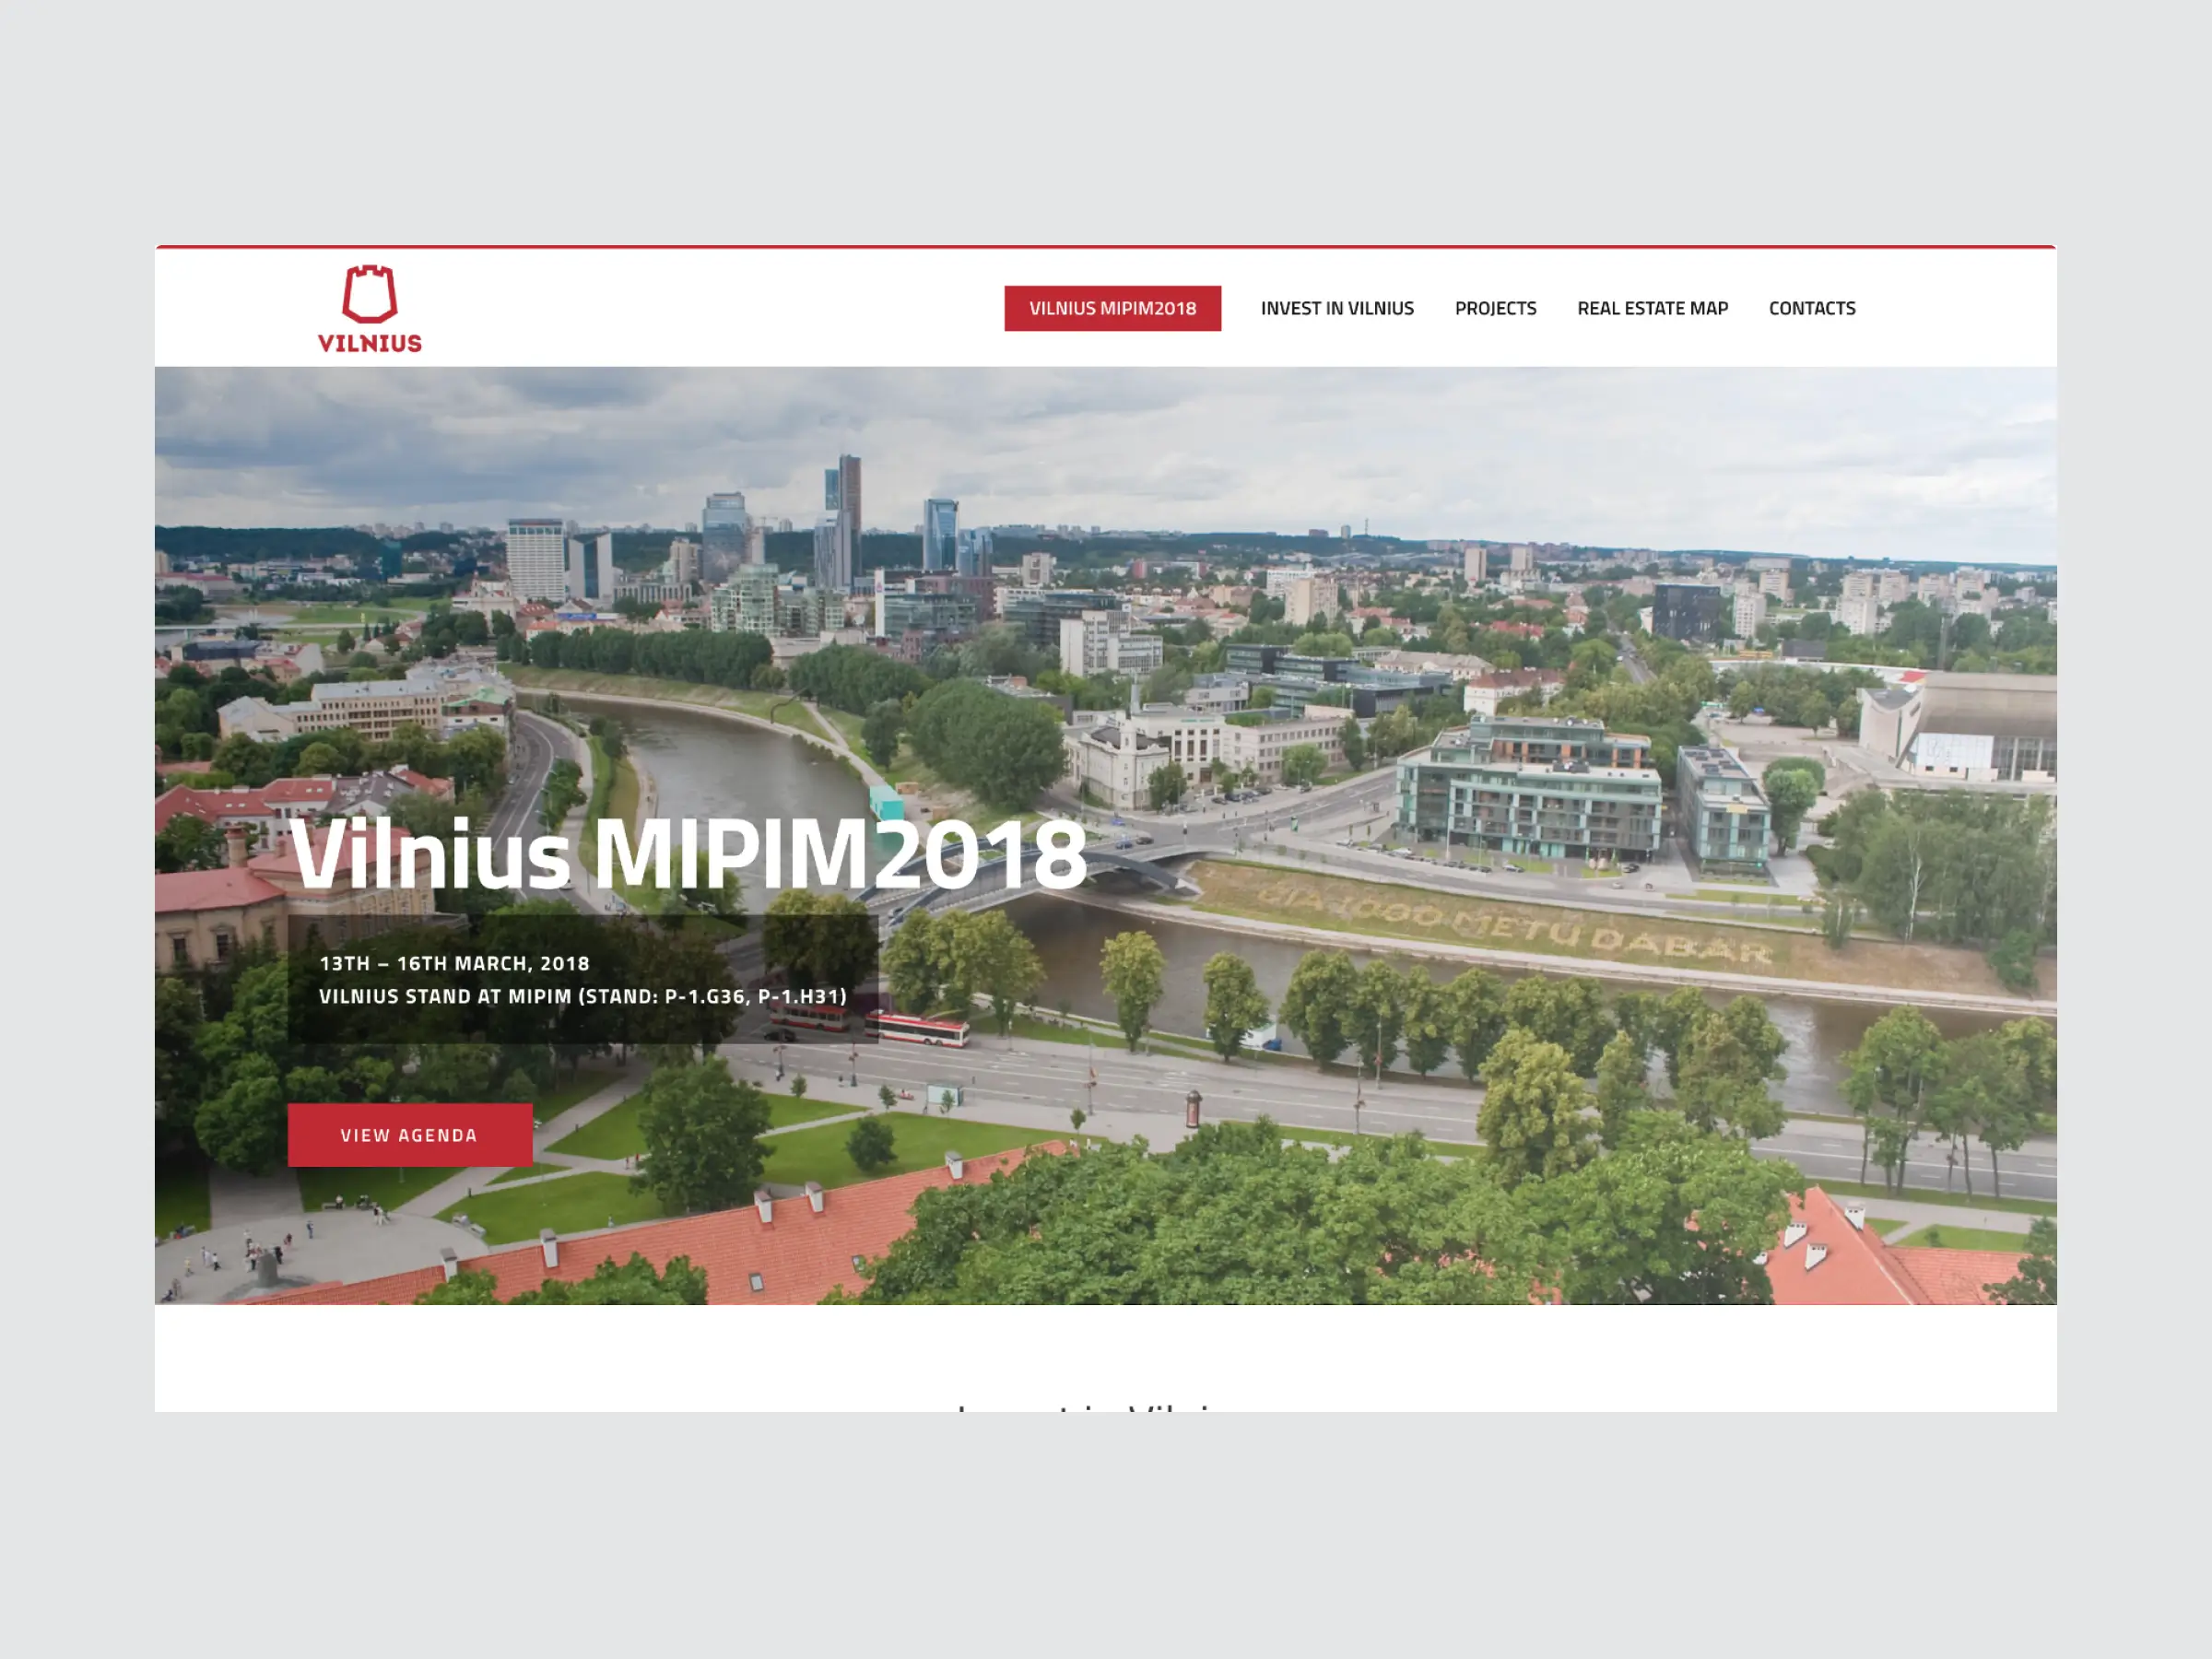 VILNIUS
VILNIUS MIPIM2018
INVEST IN VILNIUS
PROJECTS
REAL ESTATE MAP
CONTACTS
Vilnius MIPIM2018
13TH – 16TH MARCH, 2018
VILNIUS STAND AT MIPIM (STAND: P-1.G36, P-1.H31)
VIEW AGENDA
ČIA 1000 METŲ DABAR